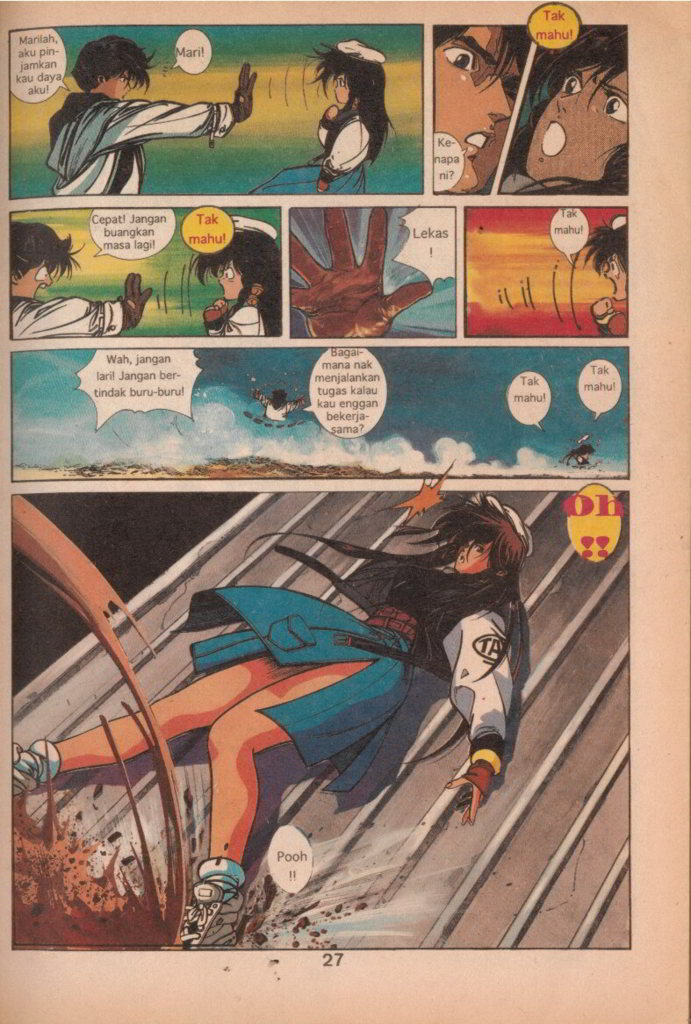 Marilah,
aku pin-
jamkan
kau daya
aku!
Mari!
Tak
mahu!
Ke-
napa
ni?
Cepat! Jangan
buangkan
masa lagi!
Tak
mahu!
Lekas
!
Tak
mahu!
Wah, jangan
lari! Jangan ber-
tindak buru-buru!
Bagai-
mana nak
menjalankan
tugas kalau
kau enggan
bekerja-
sama?
Tak
mahu!
Tak
mahu!
Oh
!!
TA
Pooh
!!
27